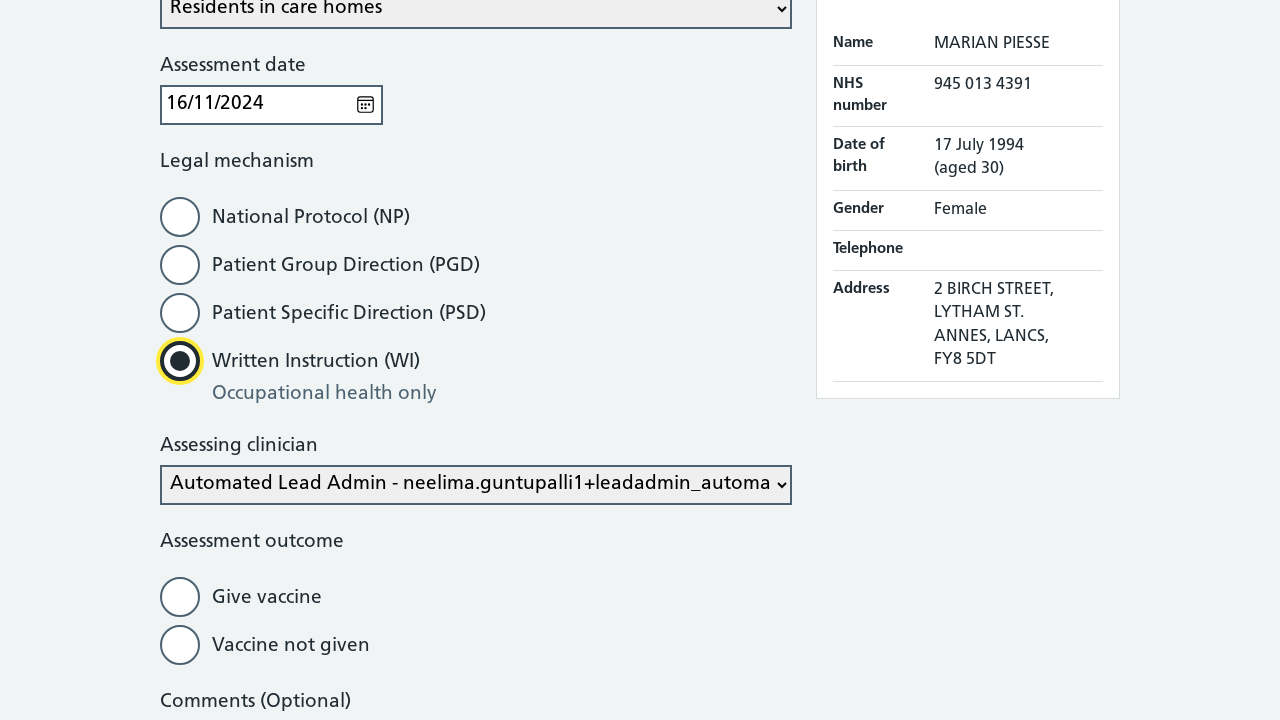 Residents in care homes
Assessment date
16/11/2024
Legal mechanism
National Protocol (NP)
Patient Group Direction (PGD)
Patient Specific Direction (PSD)
Written Instruction (WI)
Occupational health only
Assessing clinician
Automated Lead Admin - neelima.guntupalli1+leadadmin_automa
Assessment outcome
Give vaccine
Vaccine not given
Comments (Optional)
Name MARIAN PIESSE
NHS number 945 013 4391
Date of birth 17 July 1994
(aged 30)
Gender Female
Telephone
Address 2 BIRCH STREET,
LYTHAM ST.
ANNES, LANCS,
FY8 5DT